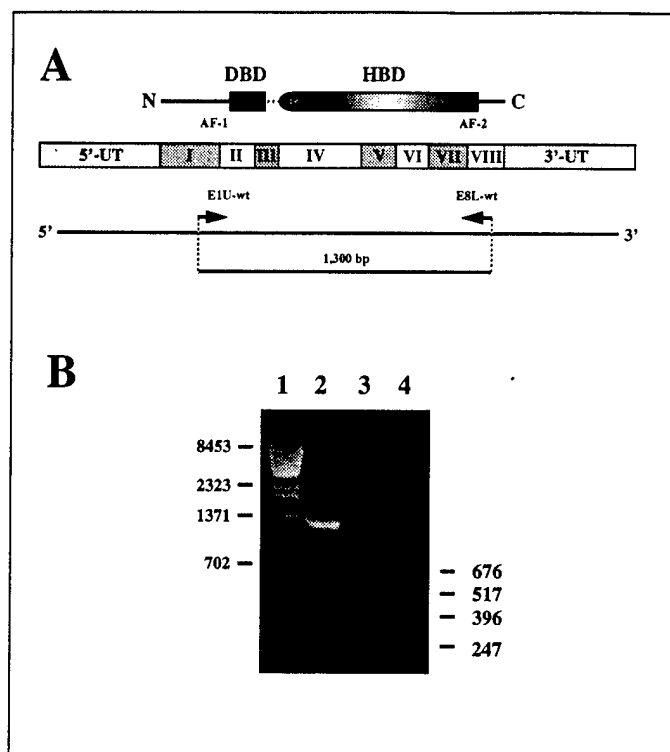 A
DBD HBD
N C
AF-1 AF-2
5'-UT I II III IV V VI VII VIII 3'-UT
E1U-wt E8L-wt
5' 3'
1,300 bp
B
1 2 3 4
8453
2323
1371
702
676
517
396
247